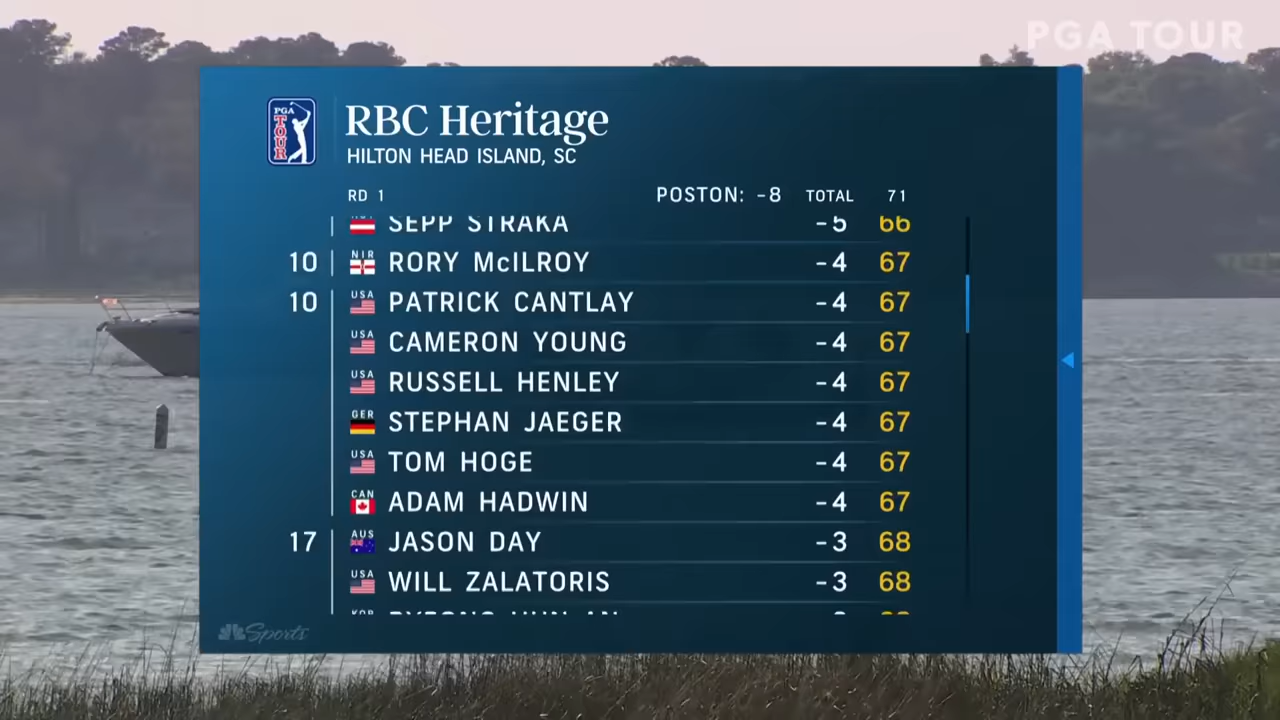 PGA TOUR
PGA TOUR
RBC Heritage
HILTON HEAD ISLAND, SC
RD 1 POSTON: -8 TOTAL 71
SEPP STRAKA -5 66
10 NIR RORY McILROY -4 67
10 USA PATRICK CANTLAY -4 67
USA CAMERON YOUNG -4 67
USA RUSSELL HENLEY -4 67
GER STEPHAN JAEGER -4 67
USA TOM HOGE -4 67
CAN ADAM HADWIN -4 67
17 AUS JASON DAY -3 68
USA WILL ZALATORIS -3 68
Sports